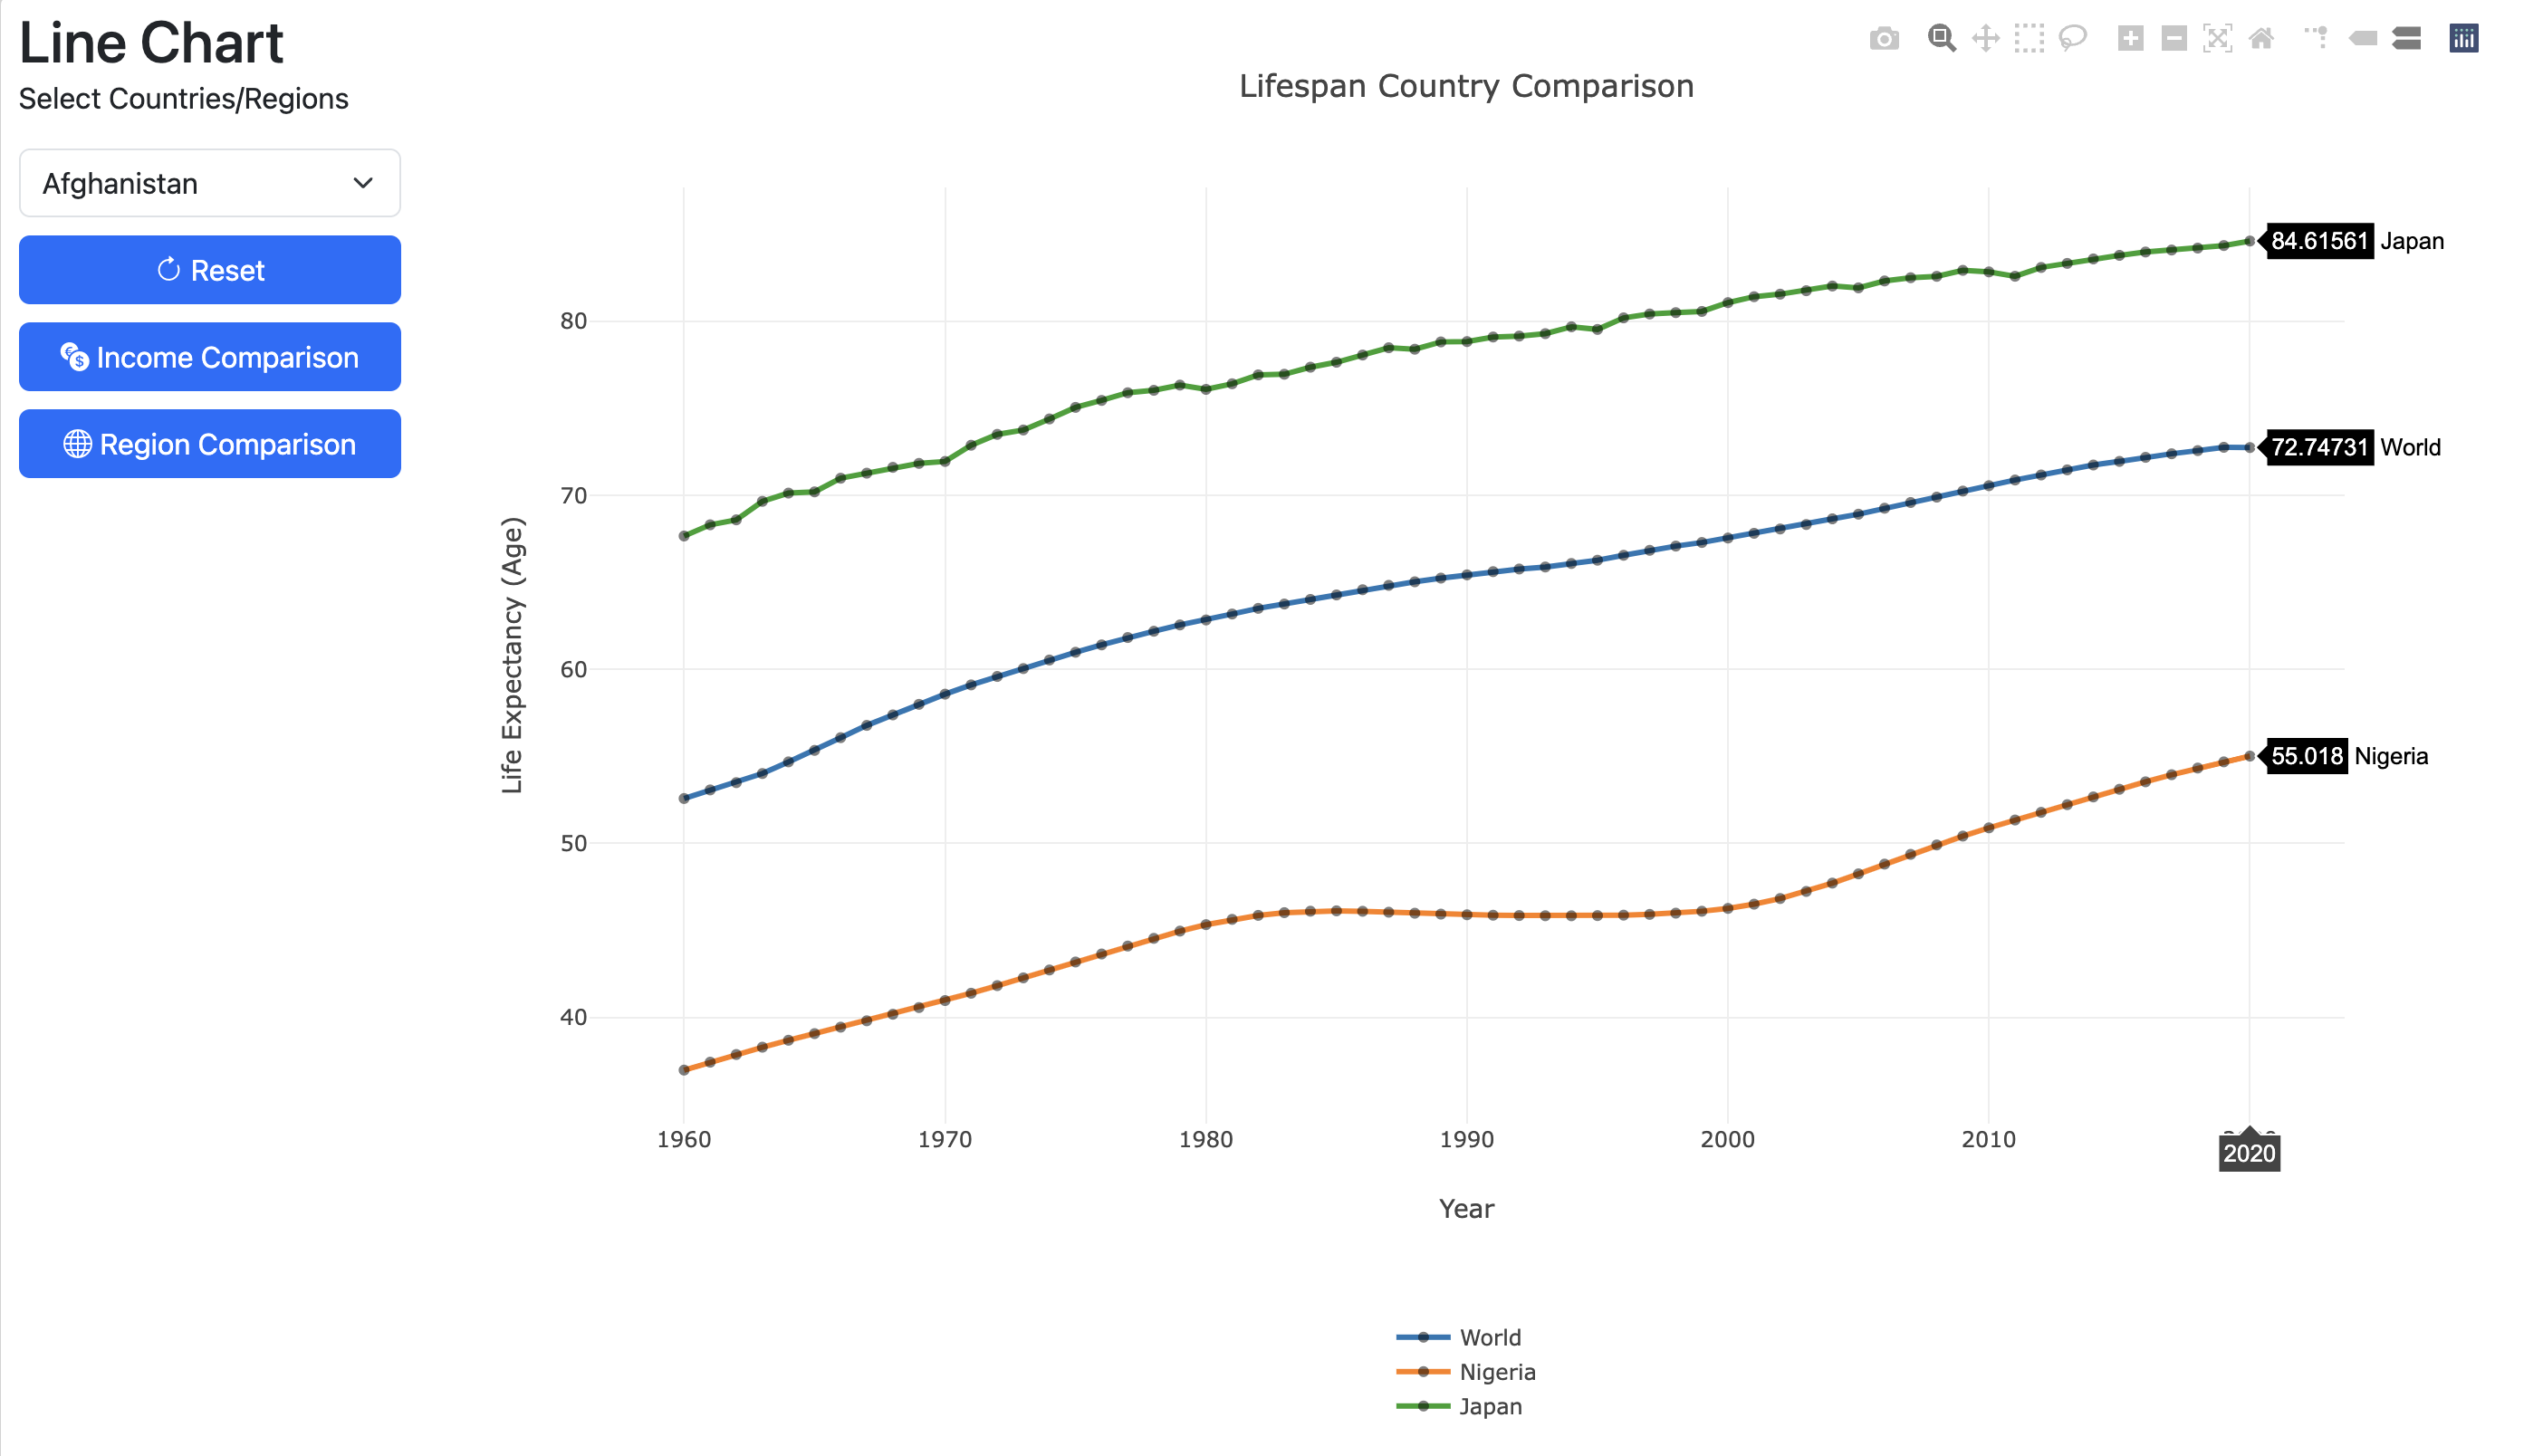 Line Chart
Select Countries/Regions
Afghanistan
Reset
Income Comparison
Region Comparison
Lifespan Country Comparison
Life Expectancy (Age)
80
70
60
50
40
84.61561 Japan
72.74731 World
55.018 Nigeria
1960 1970 1980 1990 2000 2010
2020
Year
World
Nigeria
Japan